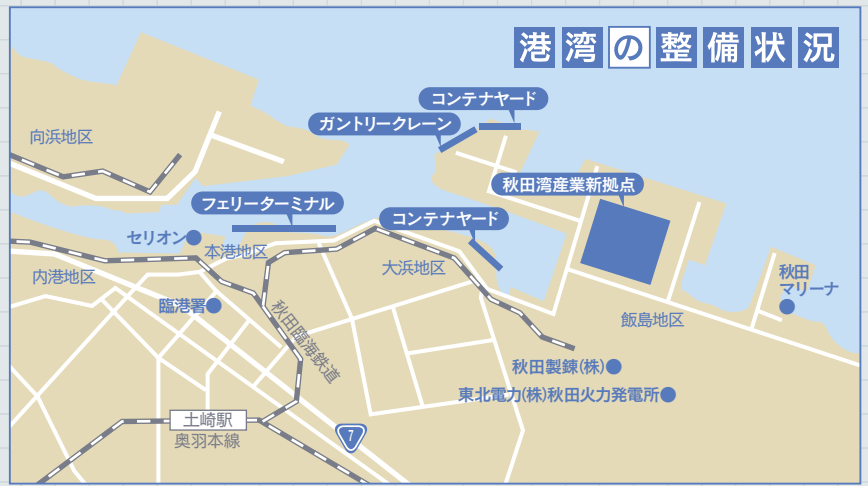 港湾の整備状況
コンテナヤード
ガントリークレーン
向浜地区
秋田湾産業新拠点
フェリーターミナル
コンテナヤード
セリオン
本港地区
大浜地区
内港地区
秋田
マリーナ
臨港署
飯島地区
秋田臨海鉄道
秋田製錬(株)
東北電力(株)秋田火力発電所
土崎駅
奥羽本線
7